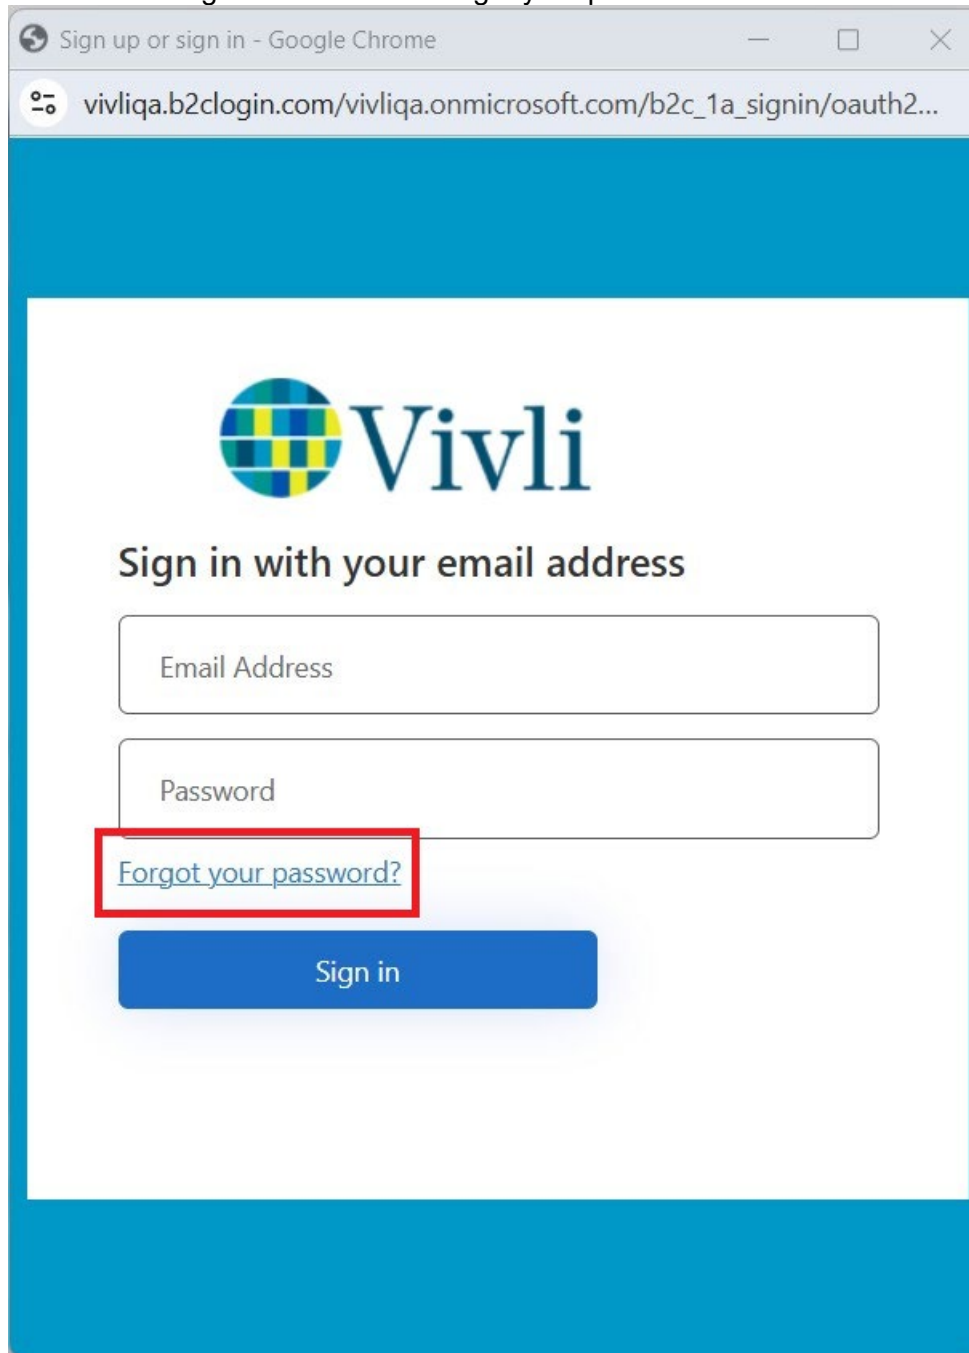 Sign up or sign in - Google Chrome
vivliqa.b2clogin.com/vivliqa.onmicrosoft.com/b2c_1a_signin/oauth2...
Vivli
Sign in with your email address
Email Address
Password
Forgot your password?
Sign in